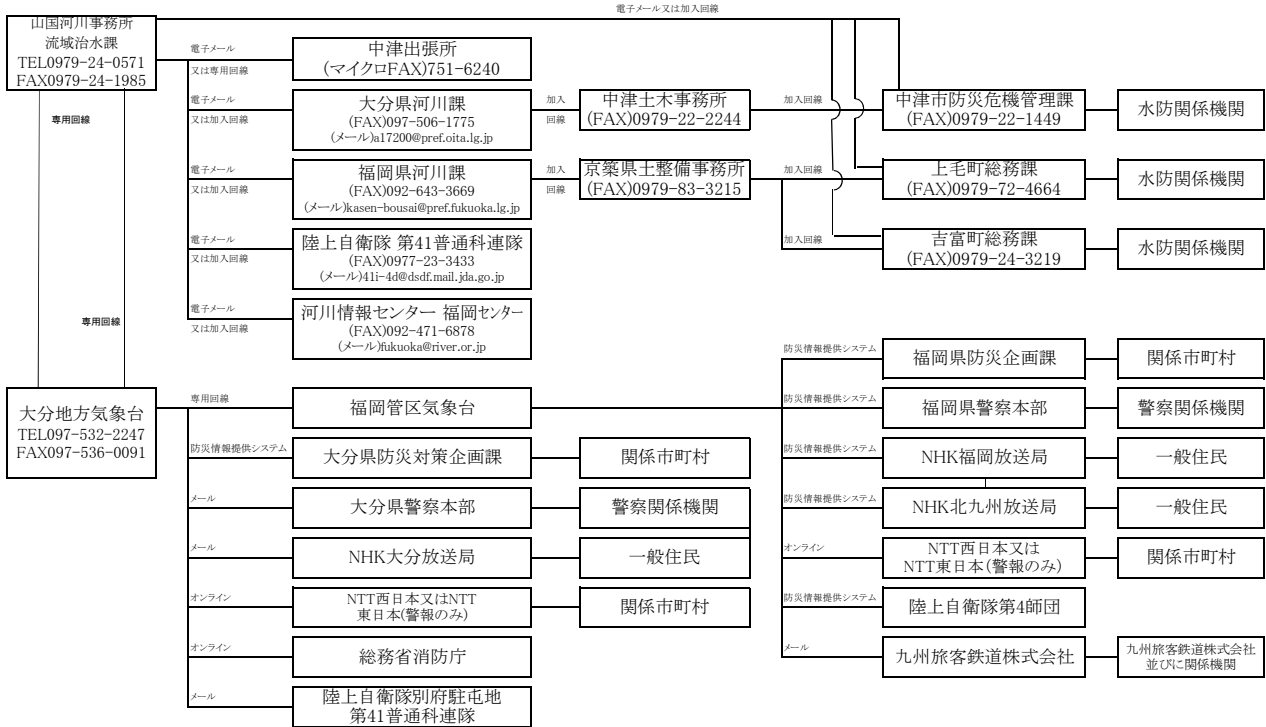 電子メール又は加入回線
山国河川事務所
流域治水課
TEL0979-24-0571
FAX0979-24-1985
専用回線
専用回線
電子メール
又は専用回線
中津出張所
(マイクロFAX)751-6240
電子メール
又は加入回線
大分県河川課
(FAX)097-506-1775
(メール)a17200@pref.oita.lg.jp
加入
回線
中津土木事務所
(FAX)0979-22-2244
加入回線
中津市防災危機管理課
(FAX)0979-22-1449
水防関係機関
電子メール
又は加入回線
福岡県河川課
(FAX)092-643-3669
(メール)kasen-bousai@pref.fukuoka.lg.jp
加入
回線
京築県土整備事務所
(FAX)0979-83-3215
加入回線
上毛町総務課
(FAX)0979-72-4664
水防関係機関
電子メール
又は加入回線
陸上自衛隊 第41普通科連隊
(FAX)0977-23-3433
(メール)41i-4d@dsdf.mail.jda.go.jp
加入回線
吉富町総務課
(FAX)0979-24-3219
水防関係機関
電子メール
又は加入回線
河川情報センター 福岡センター
(FAX)092-471-6878
(メール)fukuoka@river.or.jp
大分地方気象台
TEL097-532-2247
FAX097-536-0091
専用回線
福岡管区気象台
防災情報提供システム
大分県防災対策企画課
関係市町村
メール
大分県警察本部
警察関係機関
メール
NHK大分放送局
一般住民
オンライン
NTT西日本又はNTT
東日本(警報のみ)
関係市町村
オンライン
総務省消防庁
メール
陸上自衛隊別府駐屯地
第41普通科連隊
防災情報提供システム
福岡県防災企画課
関係市町村
防災情報提供システム
福岡県警察本部
警察関係機関
防災情報提供システム
NHK福岡放送局
一般住民
防災情報提供システム
NHK北九州放送局
一般住民
オンライン
NTT西日本又は
NTT東日本(警報のみ)
関係市町村
防災情報提供システム
陸上自衛隊第4師団
メール
九州旅客鉄道株式会社
九州旅客鉄道株式会社
並びに関係機関